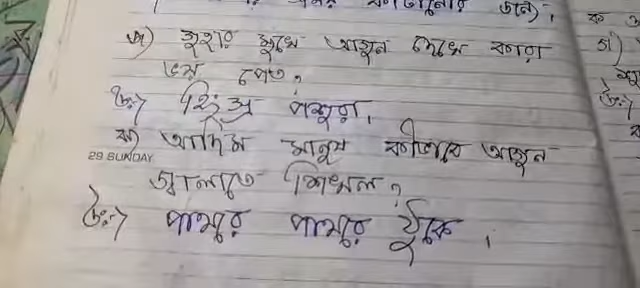 জ) গুহার মুখে আগুন দেখে কারা
ভয় পেত?
উঃ> হিংস্র পশুরা।
ঝ) আদিম মানুষ কীভাবে আগুন
29 SUNDAY
জ্বালাতে শিখল?
উঃ> পাথরে পাথরে ঠুকে।